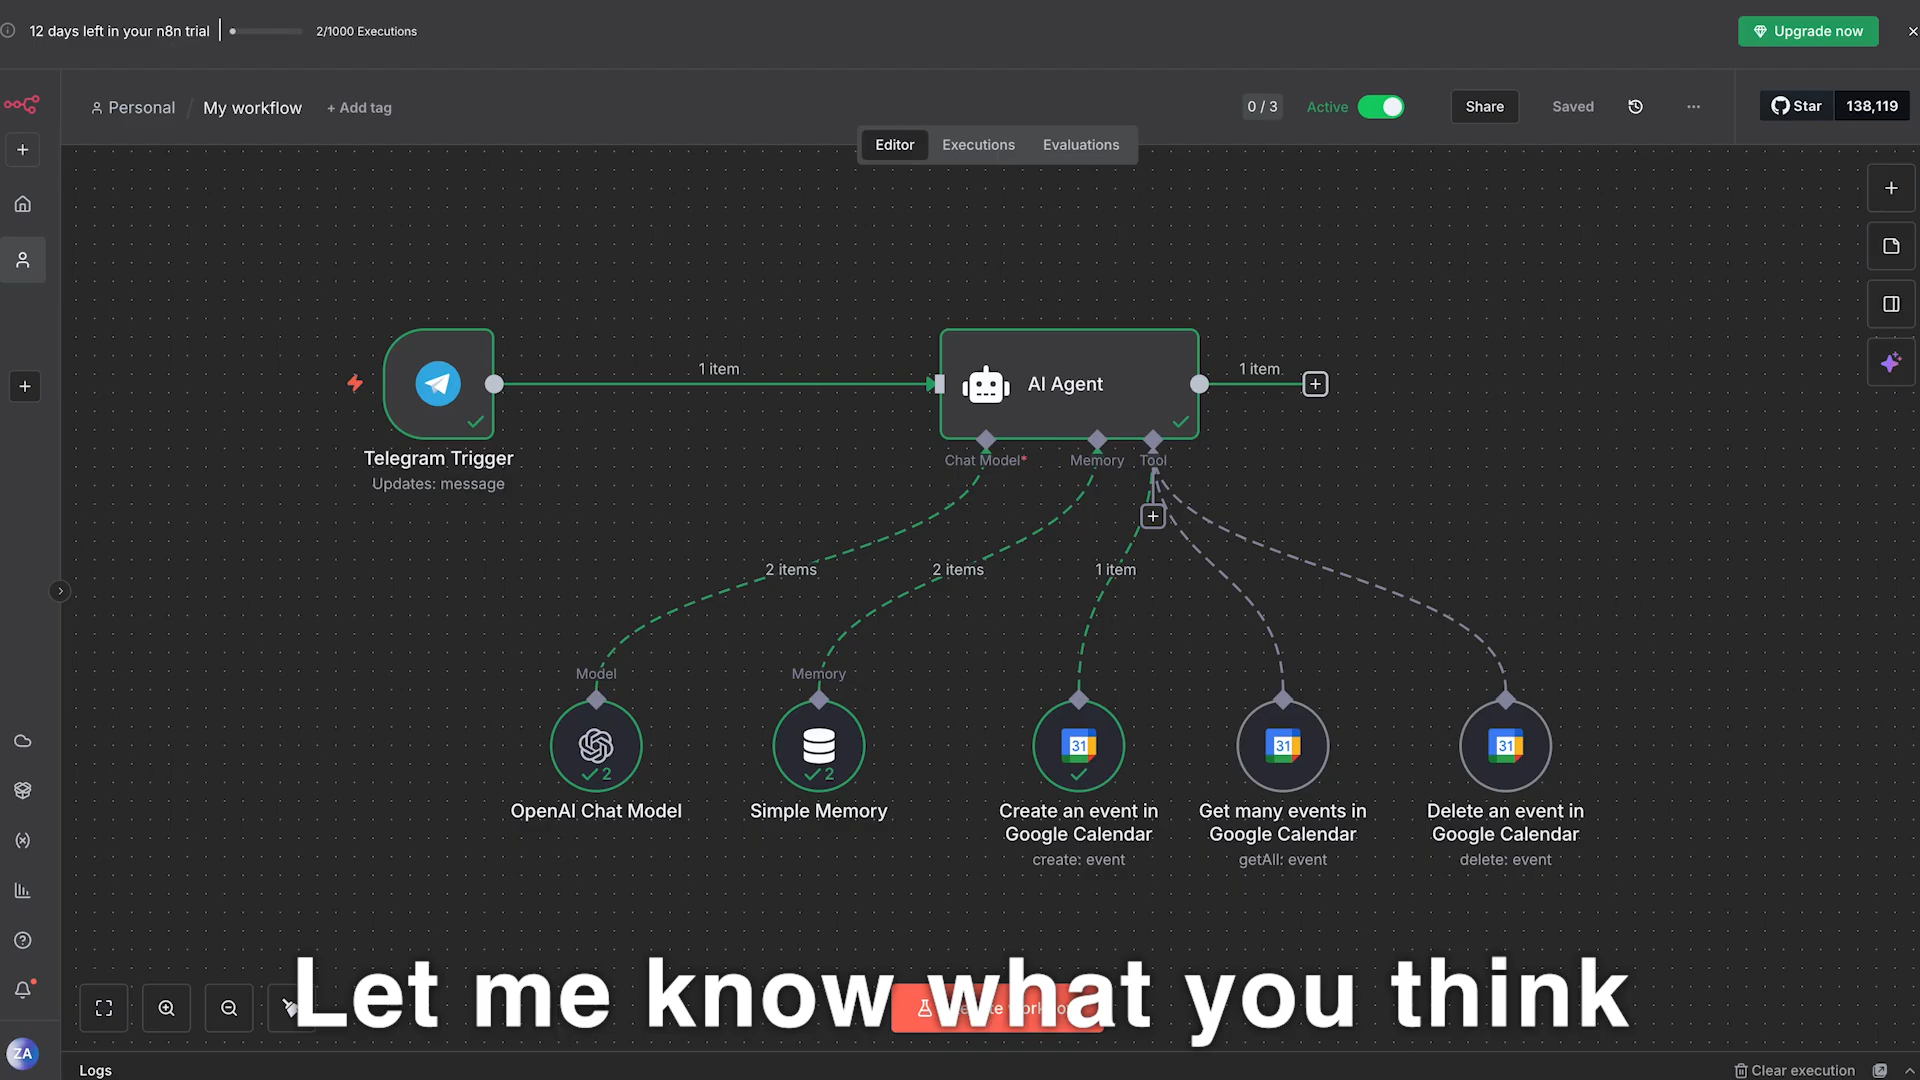 12 days left in your n8n trial
2/1000 Executions
Upgrade now
Personal / My workflow
+ Add tag
0 / 3
Active
Share
Saved
Star
138,119
Editor
Executions
Evaluations
1 item
AI Agent
1 item
Telegram Trigger
Updates: message
Chat Model*
Memory
Tool
2 items
2 items
1 item
Model
Memory
31
31
31
2
2
OpenAI Chat Model
Simple Memory
Create an event in
Google Calendar
create: event
Get many events in
Google Calendar
getAll: event
Delete an event in
Google Calendar
delete: event
Let me know what you think
ZA
Logs
Clear execution